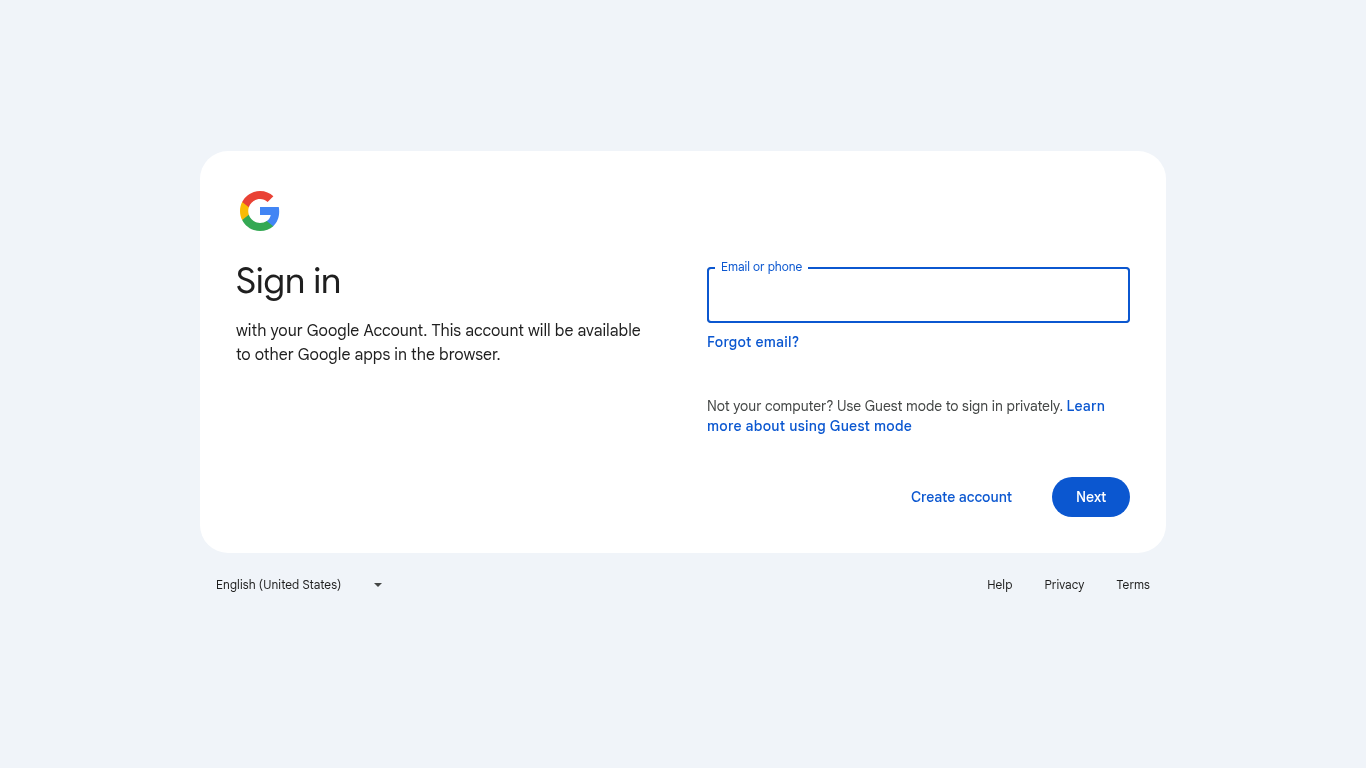 Sign in
with your Google Account. This account will be available
to other Google apps in the browser.
Email or phone
Forgot email?
Not your computer? Use Guest mode to sign in privately. Learn
more about using Guest mode
Create account
Next
English (United States)
Help
Privacy
Terms